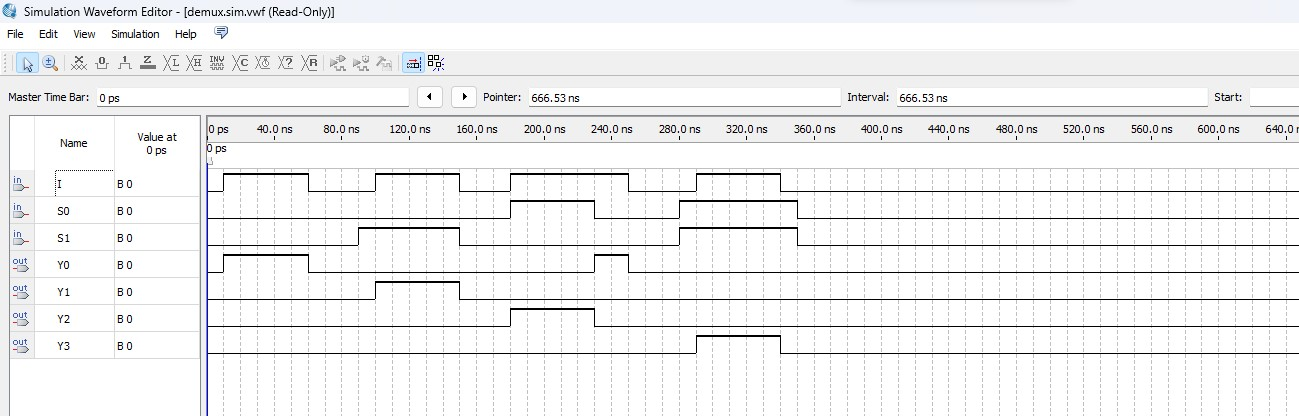 Simulation Waveform Editor - [demux.sim.vwf (Read-Only)]
File Edit View Simulation Help
Master Time Bar: 0 ps Pointer: 666.53 ns Interval: 666.53 ns Start:
Name Value at 0 ps 0 ps 40.0 ns 80.0 ns 120.0 ns 160.0 ns 200.0 ns 240.0 ns 280.0 ns 320.0 ns 360.0 ns 400.0 ns 440.0 ns 480.0 ns 520.0 ns 560.0 ns 600.0 ns 640.0
0 ps
in I B 0
in S0 B 0
in S1 B 0
out Y0 B 0
out Y1 B 0
out Y2 B 0
out Y3 B 0